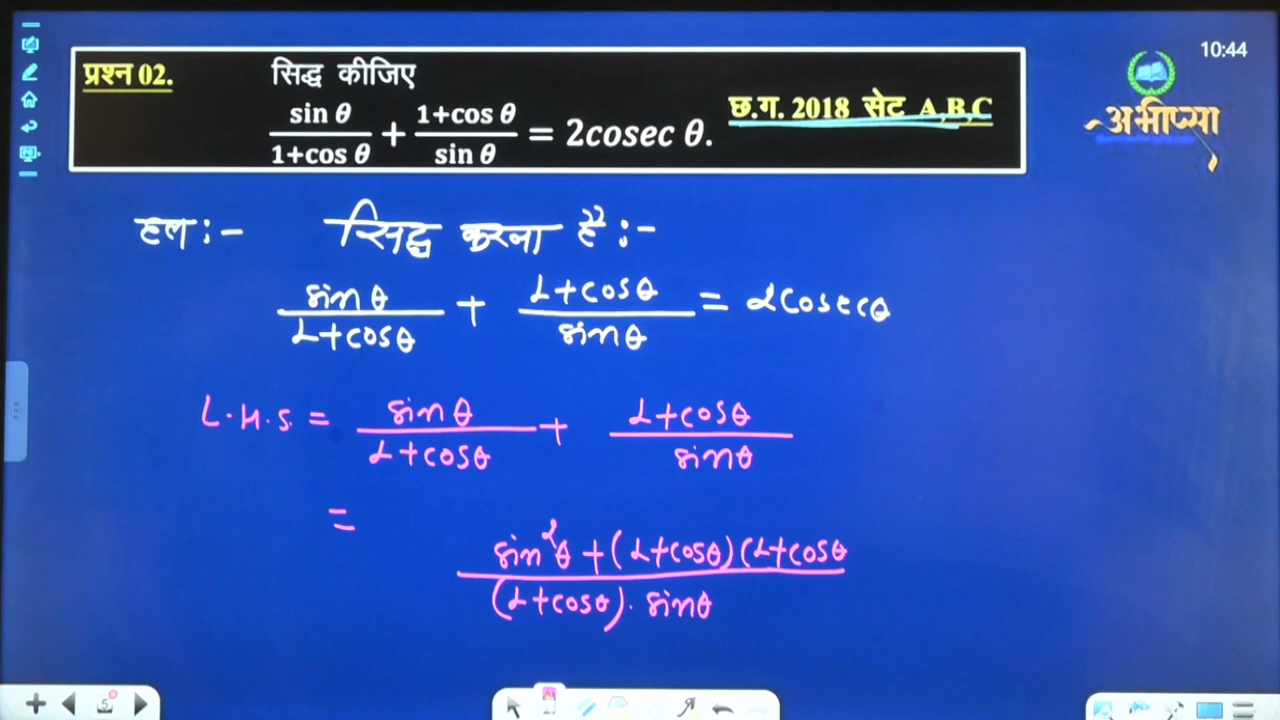 10:44
प्रश्न 02. सिद्ध कीजिए
sin θ/1+cos θ + 1+cos θ/sin θ = 2cosec θ.
छ.ग. 2018 सेट A,B,C
अभीप्सा
हल:- सिद्ध करना है:-
sinθ/1+cosθ + 1+cosθ/sinθ = 2cosecθ
L.H.S. = sinθ/1+cosθ + 1+cosθ/sinθ
= sin²θ+(1+cosθ)(1+cosθ/(1+cosθ).sinθ
5